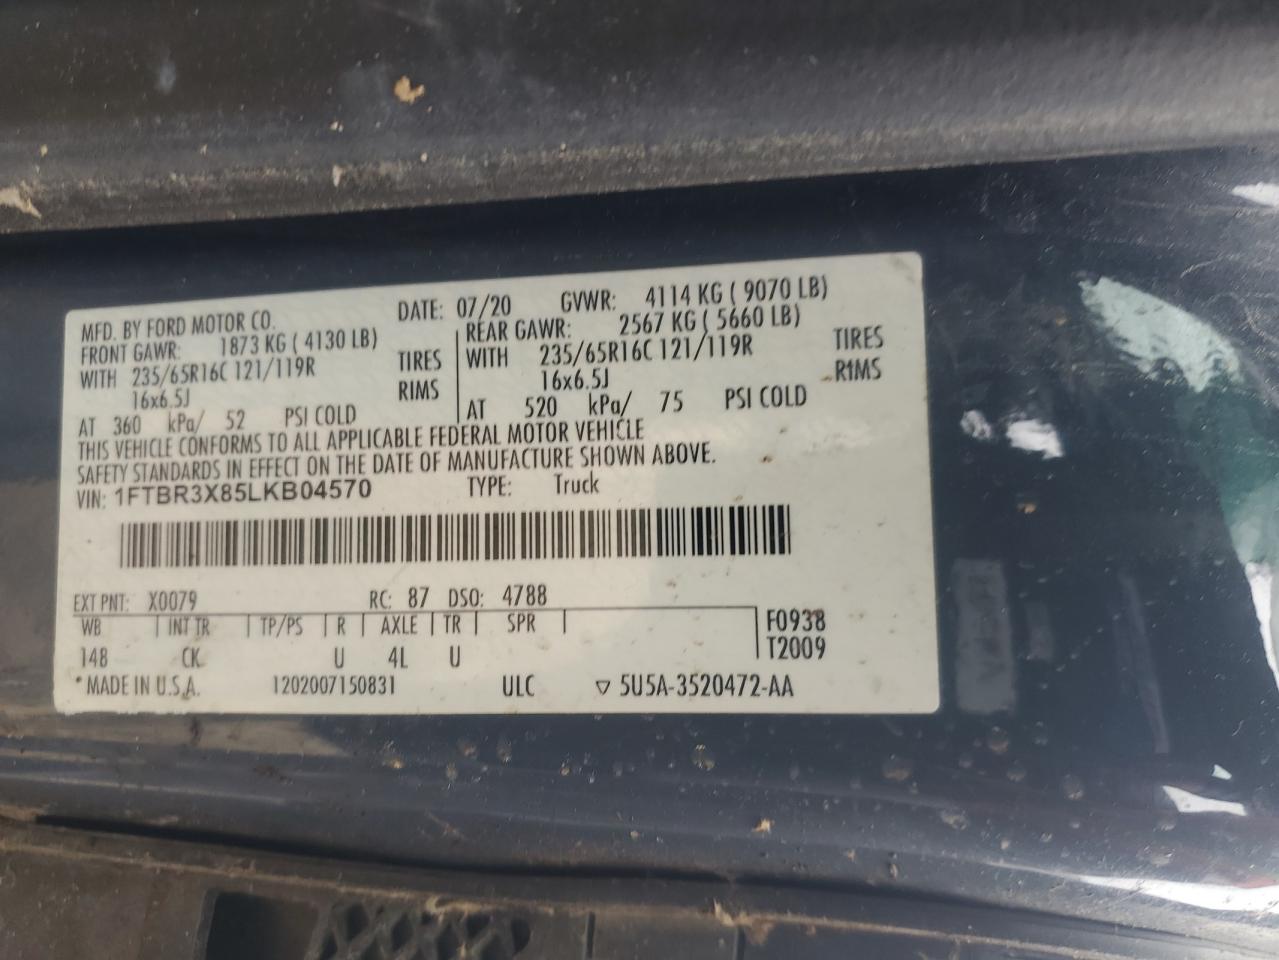 MFD. BY FORD MOTOR CO. DATE: 07/20 GVWR: 4114 KG ( 9070 LB)
FRONT GAWR: 1873 KG ( 4130 LB)
WITH 235/65R16C 121/119R TIRES
16x6.5J RIMS
AT 360 kPa/ 52 PSI COLD
REAR GAWR: 2567 KG ( 5660 LB)
WITH 235/65R16C 121/119R TIRES
16x6.5J RIMS
AT 520 kPa/ 75 PSI COLD
THIS VEHICLE CONFORMS TO ALL APPLICABLE FEDERAL MOTOR VEHICLE
SAFETY STANDARDS IN EFFECT ON THE DATE OF MANUFACTURE SHOWN ABOVE.
VIN: 1FTBR3X85LKB04570 TYPE: Truck
EXT PNT: X0079 RC: 87 DSO: 4788
WB | INT TR | TP/PS | R | AXLE | TR | SPR | F0938
148 CK U 4L U T2009
* MADE IN U.S.A. 1202007150831 ULC ▽ 5U5A-3520472-AA